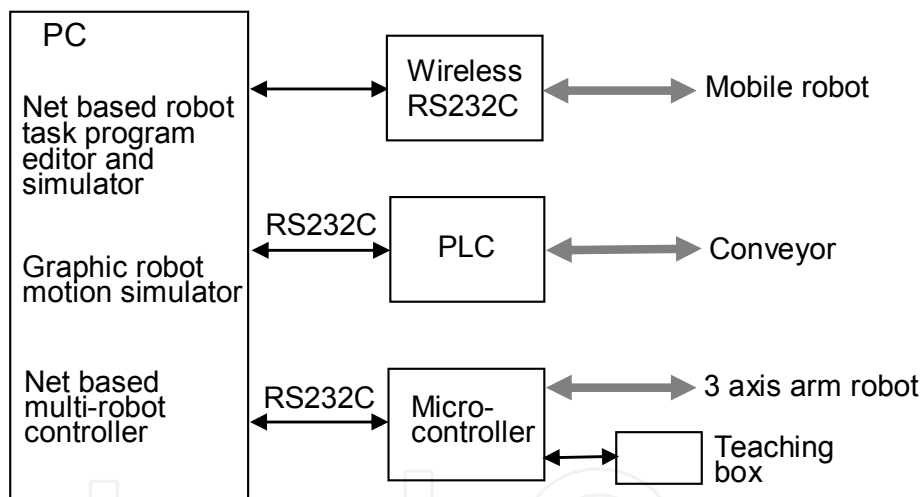 PC
Net based robot
task program
editor and
simulator
Graphic robot
motion simulator
Net based
multi-robot
controller
Wireless
RS232C
Mobile robot
RS232C
PLC
Conveyor
RS232C
Micro-
controller
3 axis arm robot
Teaching
box